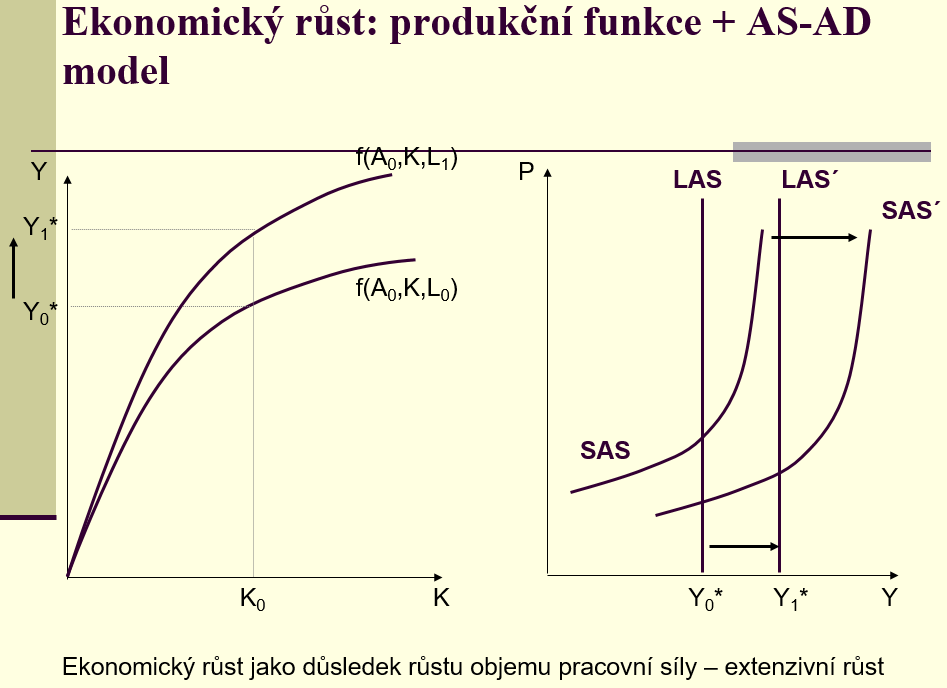 Ekonomický růst: produkční funkce + AS-AD
model
Y
f(A₀,K,L₁)
Y₁*
Y₀*
f(A₀,K,L₀)
K₀
K
P
LAS
LAS´
SAS´
SAS
Y₀*
Y₁*
Y
Ekonomický růst jako důsledek růstu objemu pracovní síly – extenzivní růst